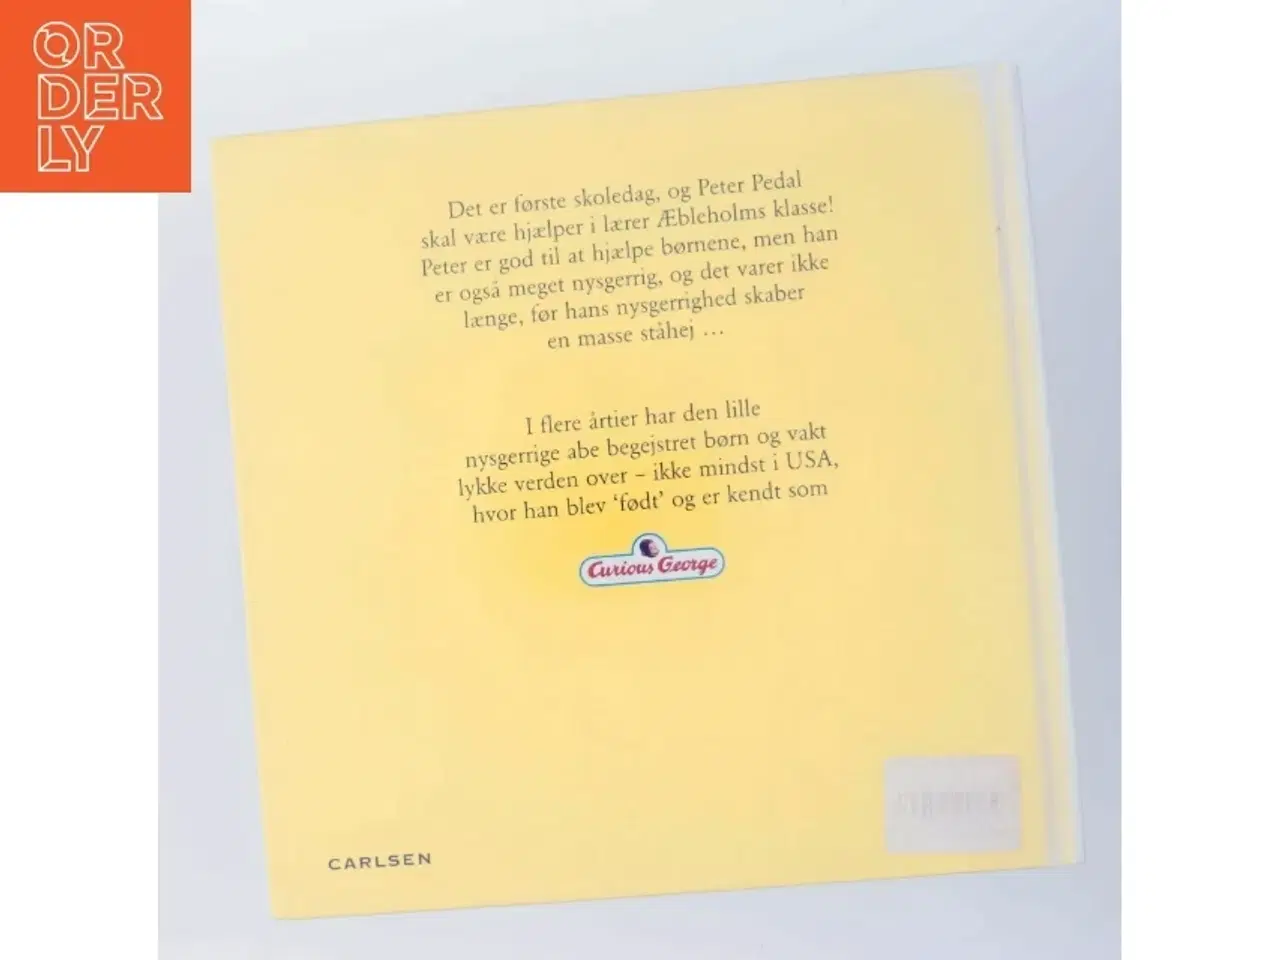 ORDERLY
Det er første skoledag, og Peter Pedal
skal være hjælper i lærer Æbleholms klasse!
Peter er god til at hjælpe børnene, men han
er også meget nysgerrig, og det varer ikke
længe, før hans nysgerrighed skaber
en masse ståhej …
I flere årtier har den lille
nysgerrige abe begejstret børn og vakt
lykke verden over – ikke mindst i USA,
hvor han blev ‘født’ og er kendt som
Curious George
CARLSEN